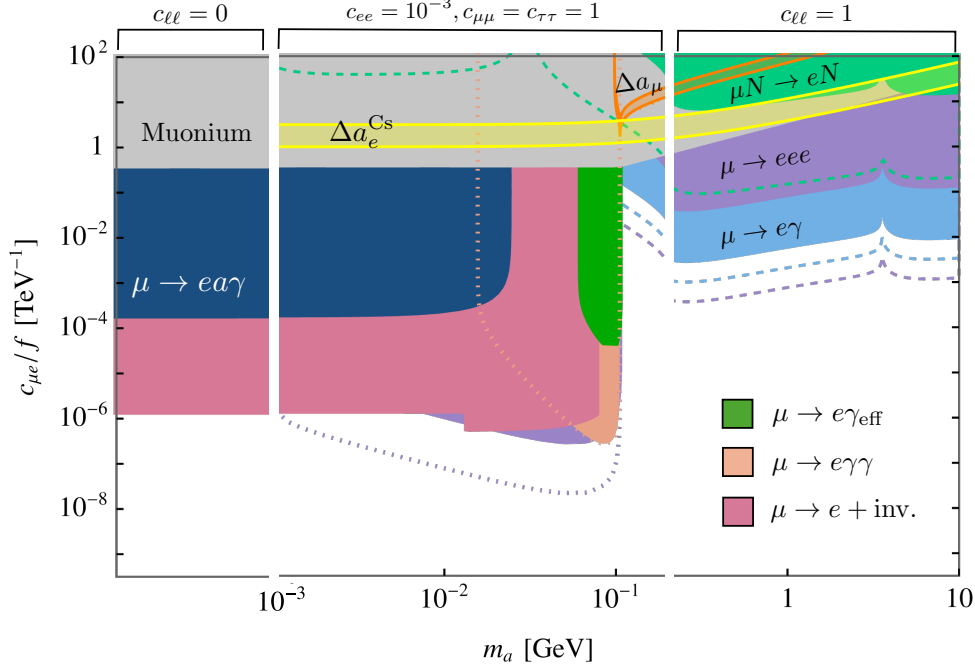 c_{ℓℓ} = 0
c_{ee} = 10^{-3}, c_{μμ} = c_{ττ} = 1
c_{ℓℓ} = 1
10^2
1
10^{-2}
10^{-4}
10^{-6}
10^{-8}
c_{μe}/f [TeV^{-1}]
Muonium
Δa_e^{Cs}
Δa_μ
μN → eN
μ → eee
μ → eγ
μ → eaγ
μ → eγ_{eff}
μ → eγγ
μ → e + inv.
10^{-3}
10^{-2}
10^{-1}
1
10
m_a [GeV]